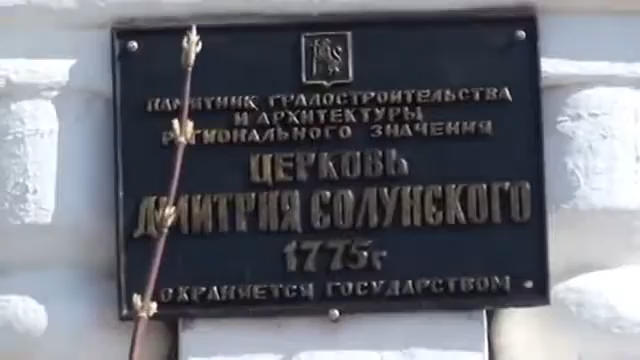 ПАМЯТНИК ГРАДОСТРОИТЕЛЬСТВА
И АРХИТЕКТУРЫ
РЕГИОНАЛЬНОГО ЗНАЧЕНИЯ
ЦЕРКОВЬ
ДМИТРИЯ СОЛУНСКОГО
1775г
ОХРАНЯЕТСЯ ГОСУДАРСТВОМ